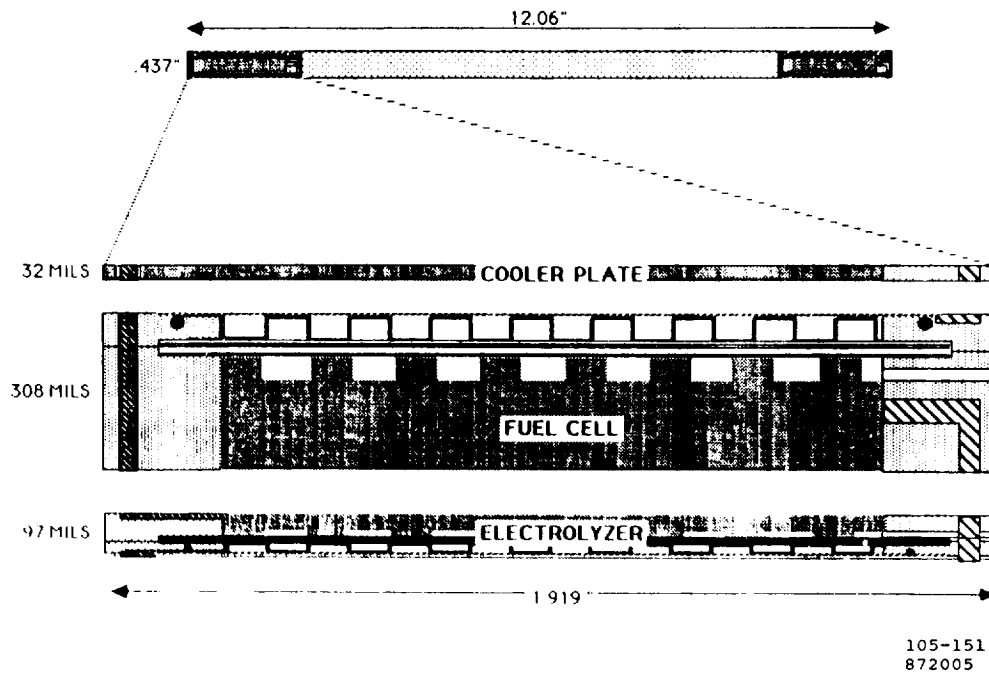 12.06"
.437"
32 MILS
COOLER PLATE
308 MILS
FUEL CELL
97 MILS
ELECTROLYZER
1 919"
105-151
872005